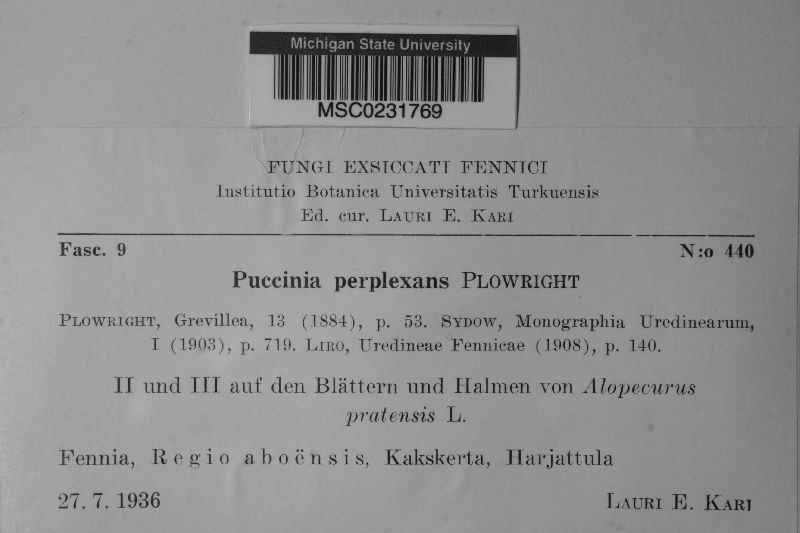 Michigan State University
MSC0231769
FUNGI EXSICCATI FENNICI
Institutio Botanica Universitatis Turkuensis
Ed. cur. LAURI E. KARI
Fasc. 9 N:o 440
Puccinia perplexans PLOWRIGHT
PLOWRIGHT, Grevillea, 13 (1884), p. 53. SYDOW, Monographia Uredinearum,
I (1903), p. 719. LIRO, Uredineae Fennicae (1908), p. 140.
II und III auf den Blättern und Halmen von Alopecurus
pratensis L.
Fennia, Regio aboënsis, Kakskerta, Harjattula
27. 7. 1936 LAURI E. KARI